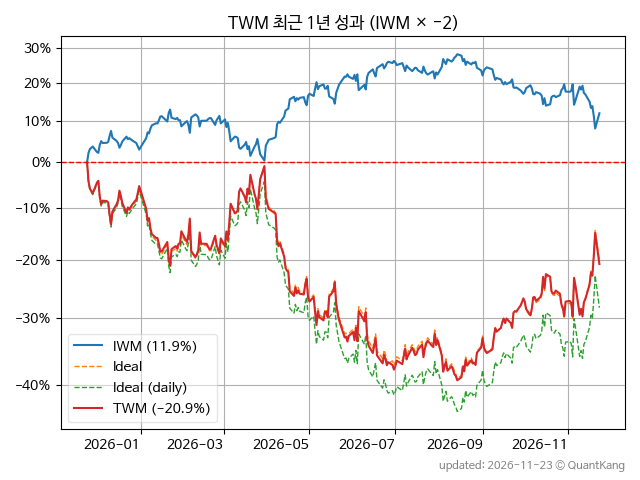 TWM 최근 1년 성과 (IWM × −2)
30%
20%
10%
0%
−10%
−20%
−30%
−40%
IWM (11.9%)
Ideal
Ideal (daily)
TWM (−20.9%)
2026-01
2026-03
2026-05
2026-07
2026-09
2026-11
updated: 2026-11-23 © QuantKang